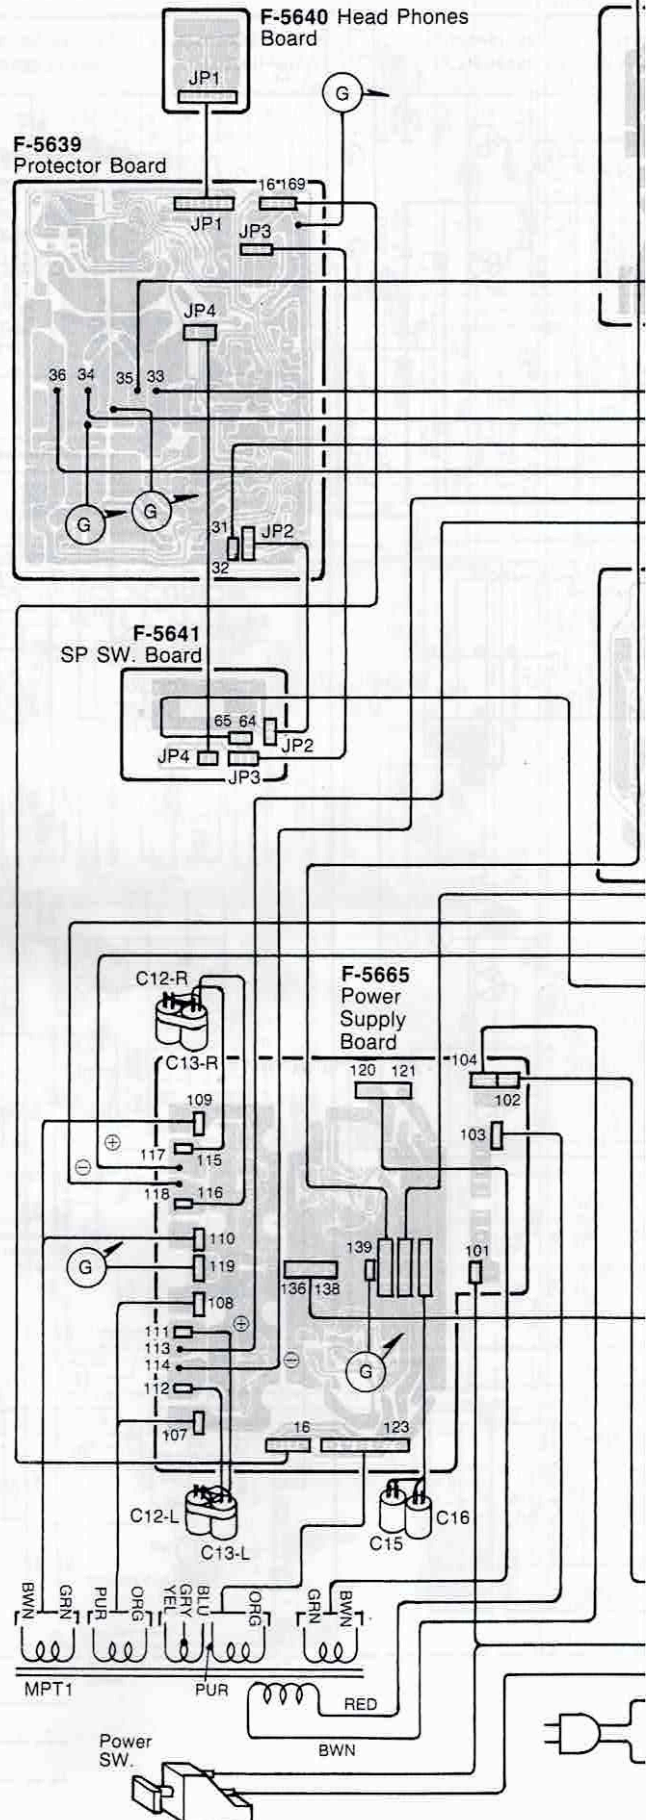 F-5640 Head Phones
Board
JP1
G
F-5639
Protector Board
16 169
JP1
JP3
JP4
36 34 35 33
G G
31 JP2
32
F-5641
SP SW. Board
65 64
JP2
JP4
JP3
C12-R
C13-R
F-5665
Power
Supply
Board
120 121
104
102
109
103
⊕
117 115
⊖
118 116
110
139
101
G 119
136 138
108
111 ⊕
113
114 ⊖
G
112
107
16 123
C12-L
C13-L
C15 C16
BWN GRN PUR ORG YEL GRY BLU ORG GRN BWN
MPT1
PUR
RED
BWN
Power
SW.